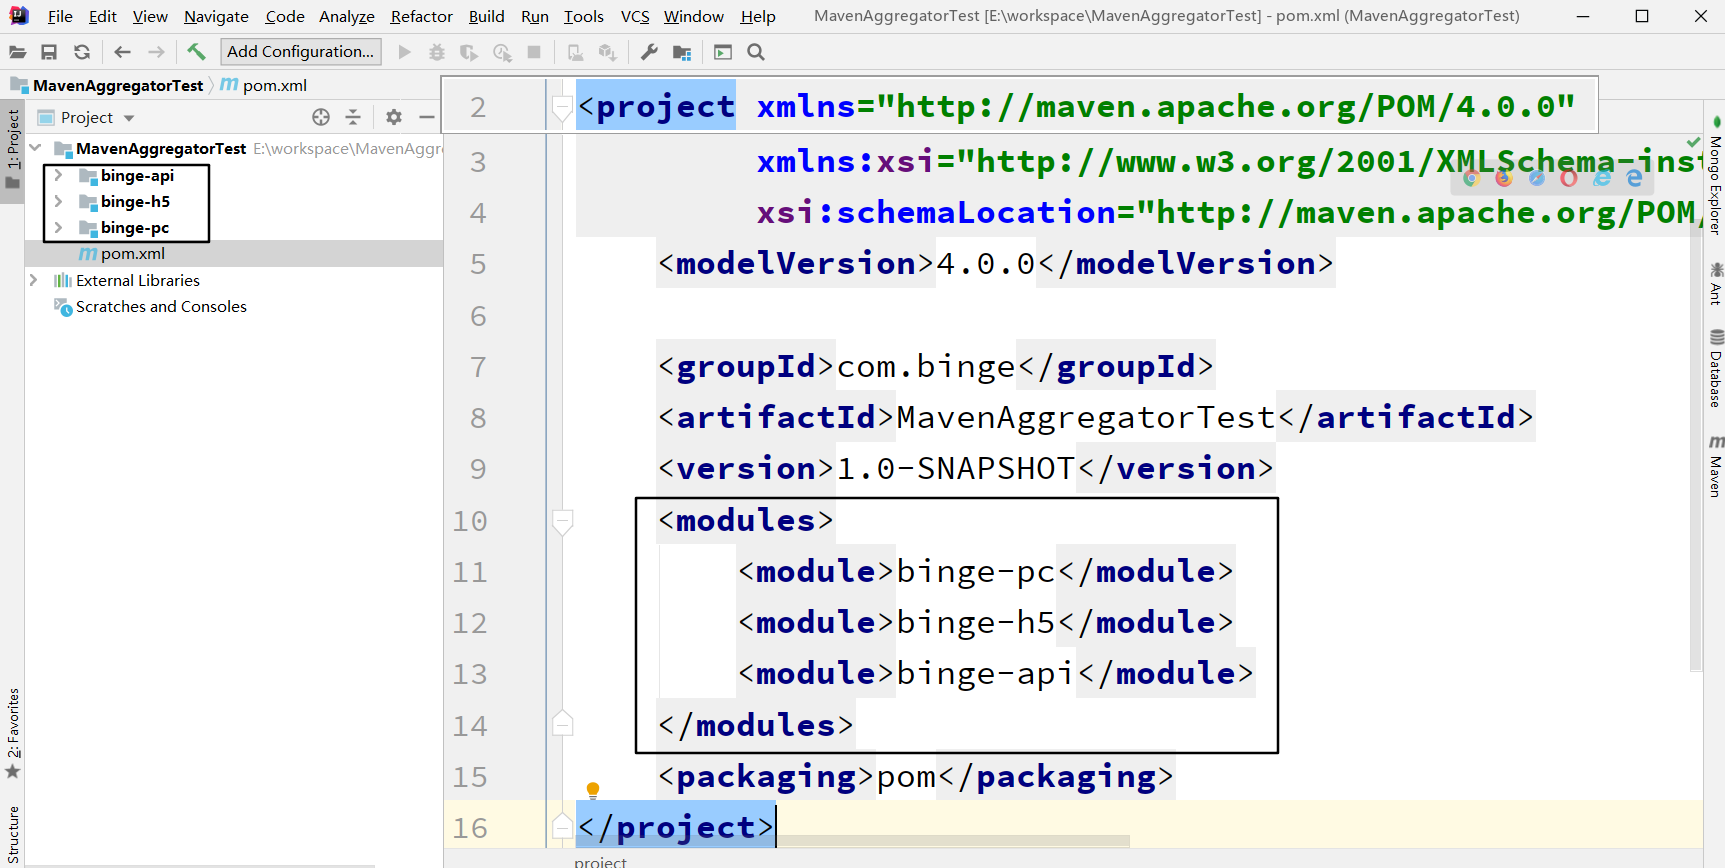 File Edit View Navigate Code Analyze Refactor Build Run Tools VCS Window Help MavenAggregatorTest [E:\workspace\MavenAggregatorTest] - pom.xml (MavenAggregatorTest)
Add Configuration...
MavenAggregatorTest pom.xml
Project
MavenAggregatorTest E:\workspace\MavenAggre
binge-api
binge-h5
binge-pc
pom.xml
External Libraries
Scratches and Consoles
1: Project
2: Favorites
Structure
2 <project xmlns="http://maven.apache.org/POM/4.0.0"
3 xmlns:xsi="http://www.w3.org/2001/XMLSchema-inst
4 xsi:schemaLocation="http://maven.apache.org/POM/
5 <modelVersion>4.0.0</modelVersion>
6
7 <groupId>com.binge</groupId>
8 <artifactId>MavenAggregatorTest</artifactId>
9 <version>1.0-SNAPSHOT</version>
10 <modules>
11 <module>binge-pc</module>
12 <module>binge-h5</module>
13 <module>binge-api</module>
14 </modules>
15 <packaging>pom</packaging>
16 </project>
project
Mongo Explorer
Ant
Database
Maven